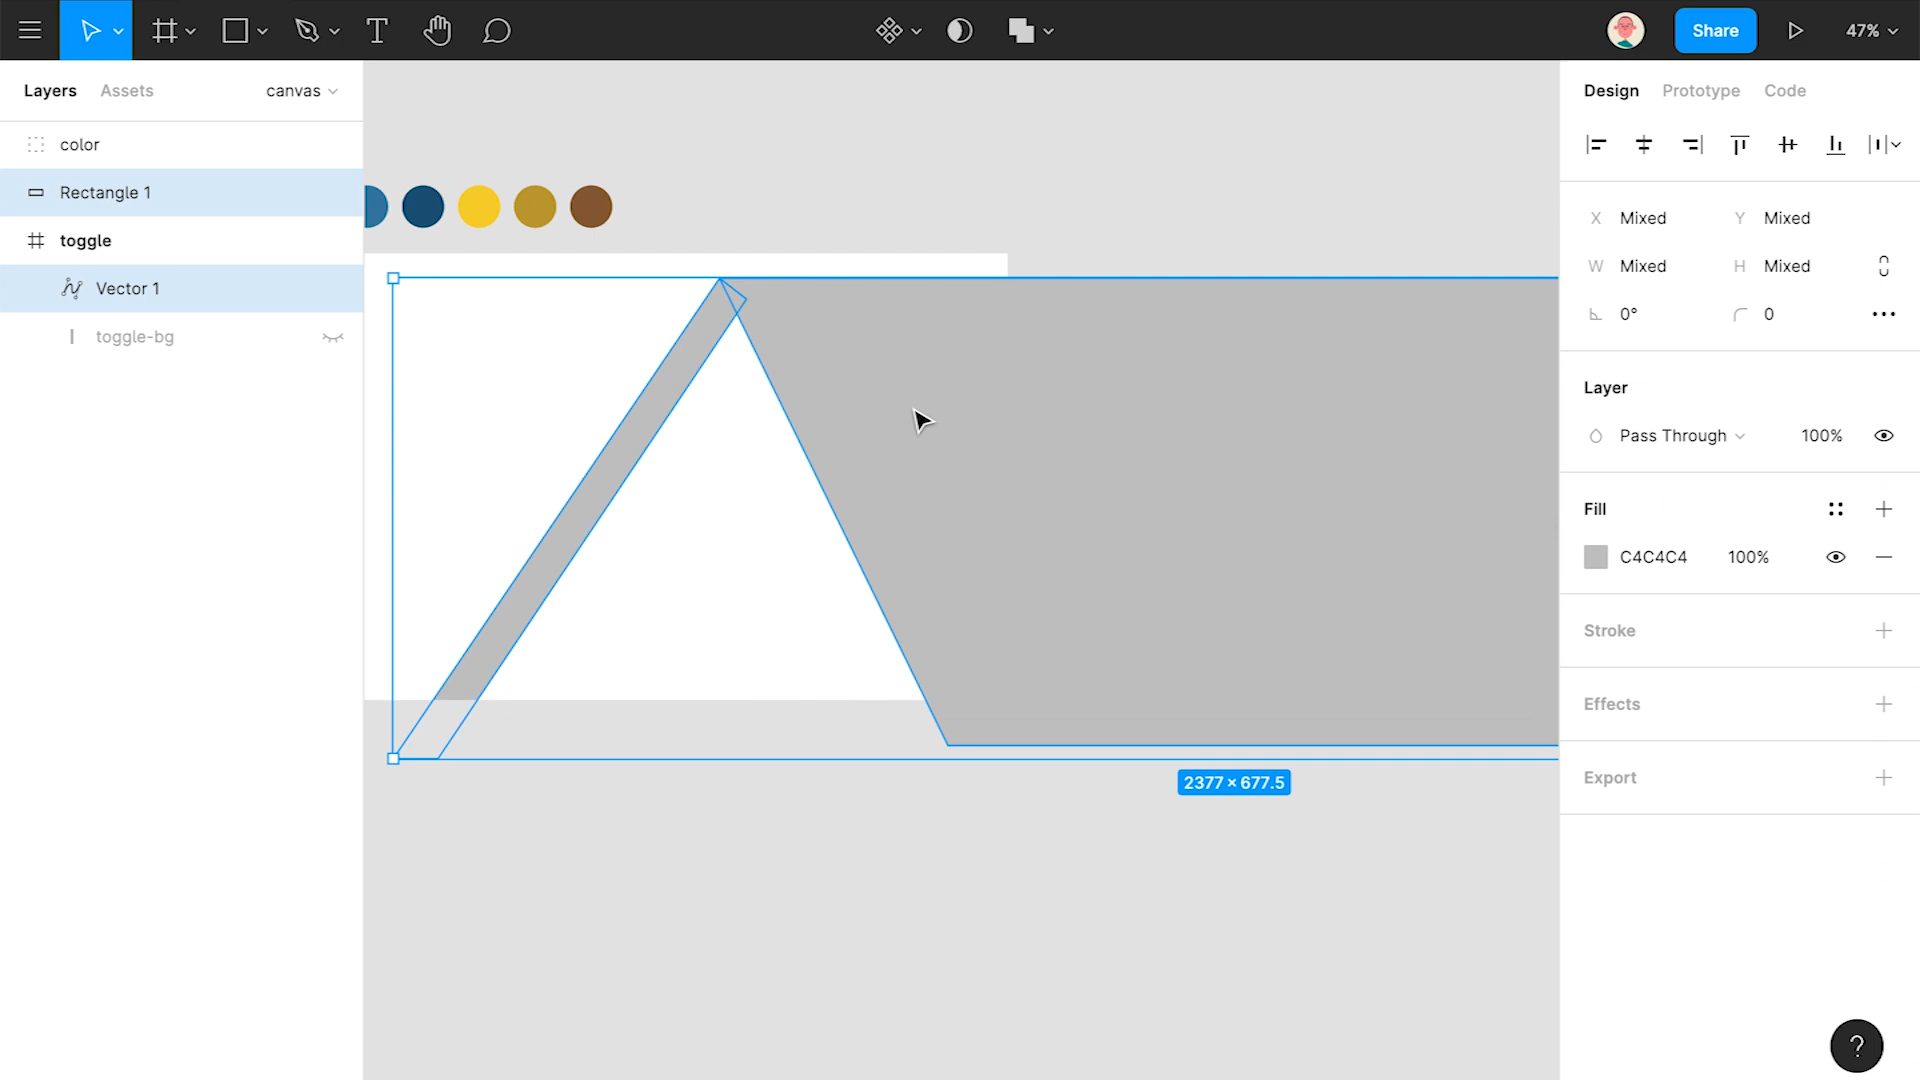 T
Share
47%
Layers
Assets
canvas
color
Rectangle 1
toggle
Vector 1
toggle-bg
2377 × 677.5
Design
Prototype
Code
X
Mixed
Y
Mixed
W
Mixed
H
Mixed
0°
0
Layer
Pass Through
100%
Fill
C4C4C4
100%
Stroke
Effects
Export
?